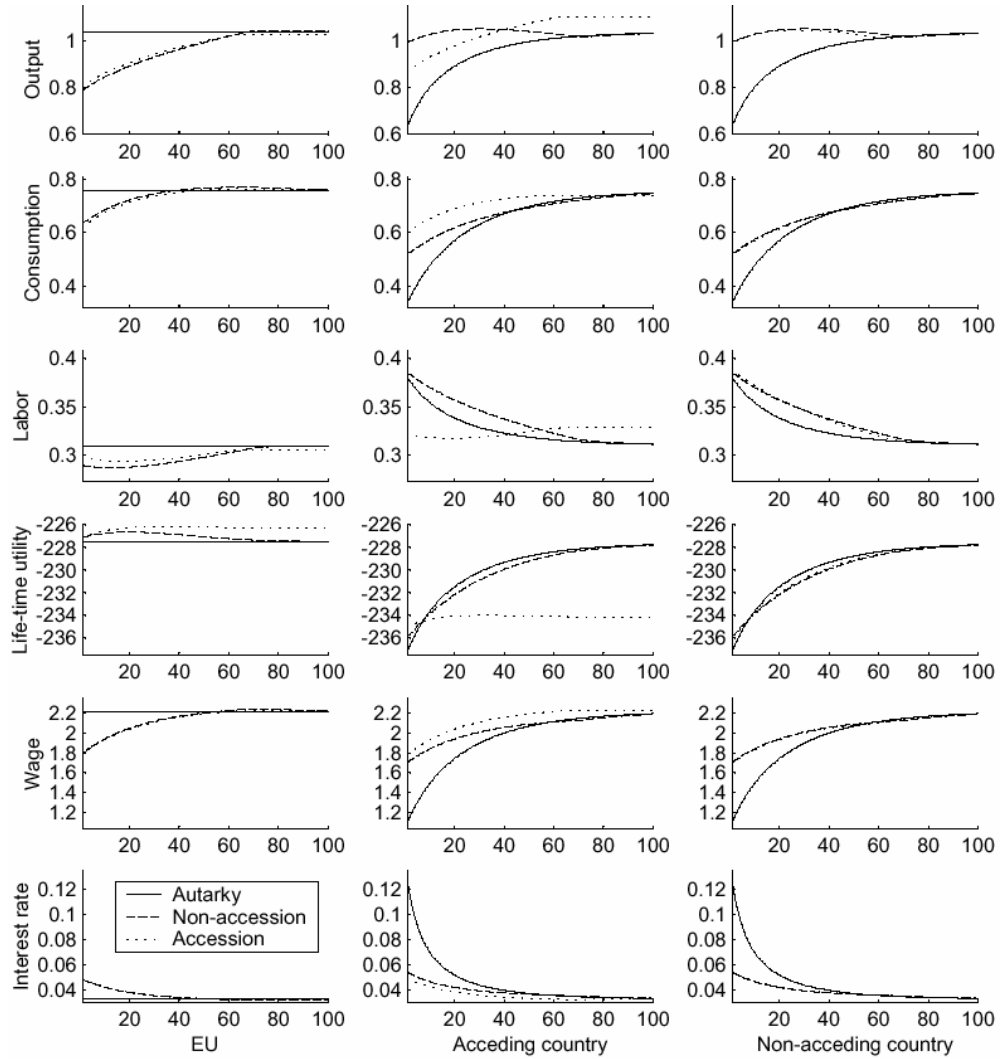 Output
1
0.8
0.6
20 40 60 80 100
1
0.8
0.6
20 40 60 80 100
1
0.8
0.6
20 40 60 80 100
Consumption
0.8
0.6
0.4
20 40 60 80 100
0.8
0.6
0.4
20 40 60 80 100
0.8
0.6
0.4
20 40 60 80 100
Labor
0.4
0.35
0.3
20 40 60 80 100
0.4
0.35
0.3
20 40 60 80 100
0.4
0.35
0.3
20 40 60 80 100
Life-time utility
-226
-228
-230
-232
-234
-236
20 40 60 80 100
-226
-228
-230
-232
-234
-236
20 40 60 80 100
-226
-228
-230
-232
-234
-236
20 40 60 80 100
Wage
2.2
2
1.8
1.6
1.4
1.2
20 40 60 80 100
2.2
2
1.8
1.6
1.4
1.2
20 40 60 80 100
2.2
2
1.8
1.6
1.4
1.2
20 40 60 80 100
Interest rate
0.12
0.1
0.08
0.06
0.04
Autarky
Non-accession
Accession
20 40 60 80 100
EU
0.12
0.1
0.08
0.06
0.04
20 40 60 80 100
Acceding country
0.12
0.1
0.08
0.06
0.04
20 40 60 80 100
Non-acceding country